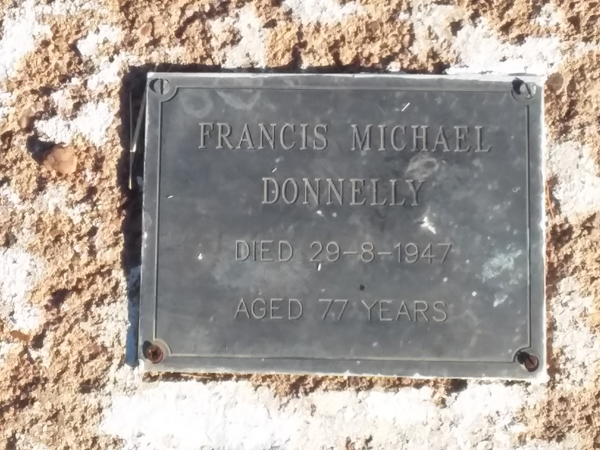 FRANCIS MICHAEL
DONNELLY
DIED 29-8-1947
AGED 77 YEARS